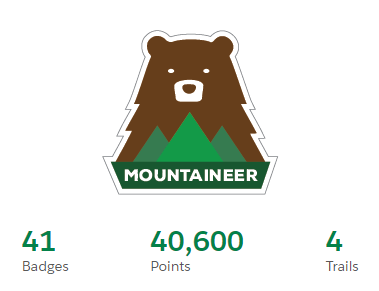 MOUNTAINEER
41 40,600 4
Badges Points Trails